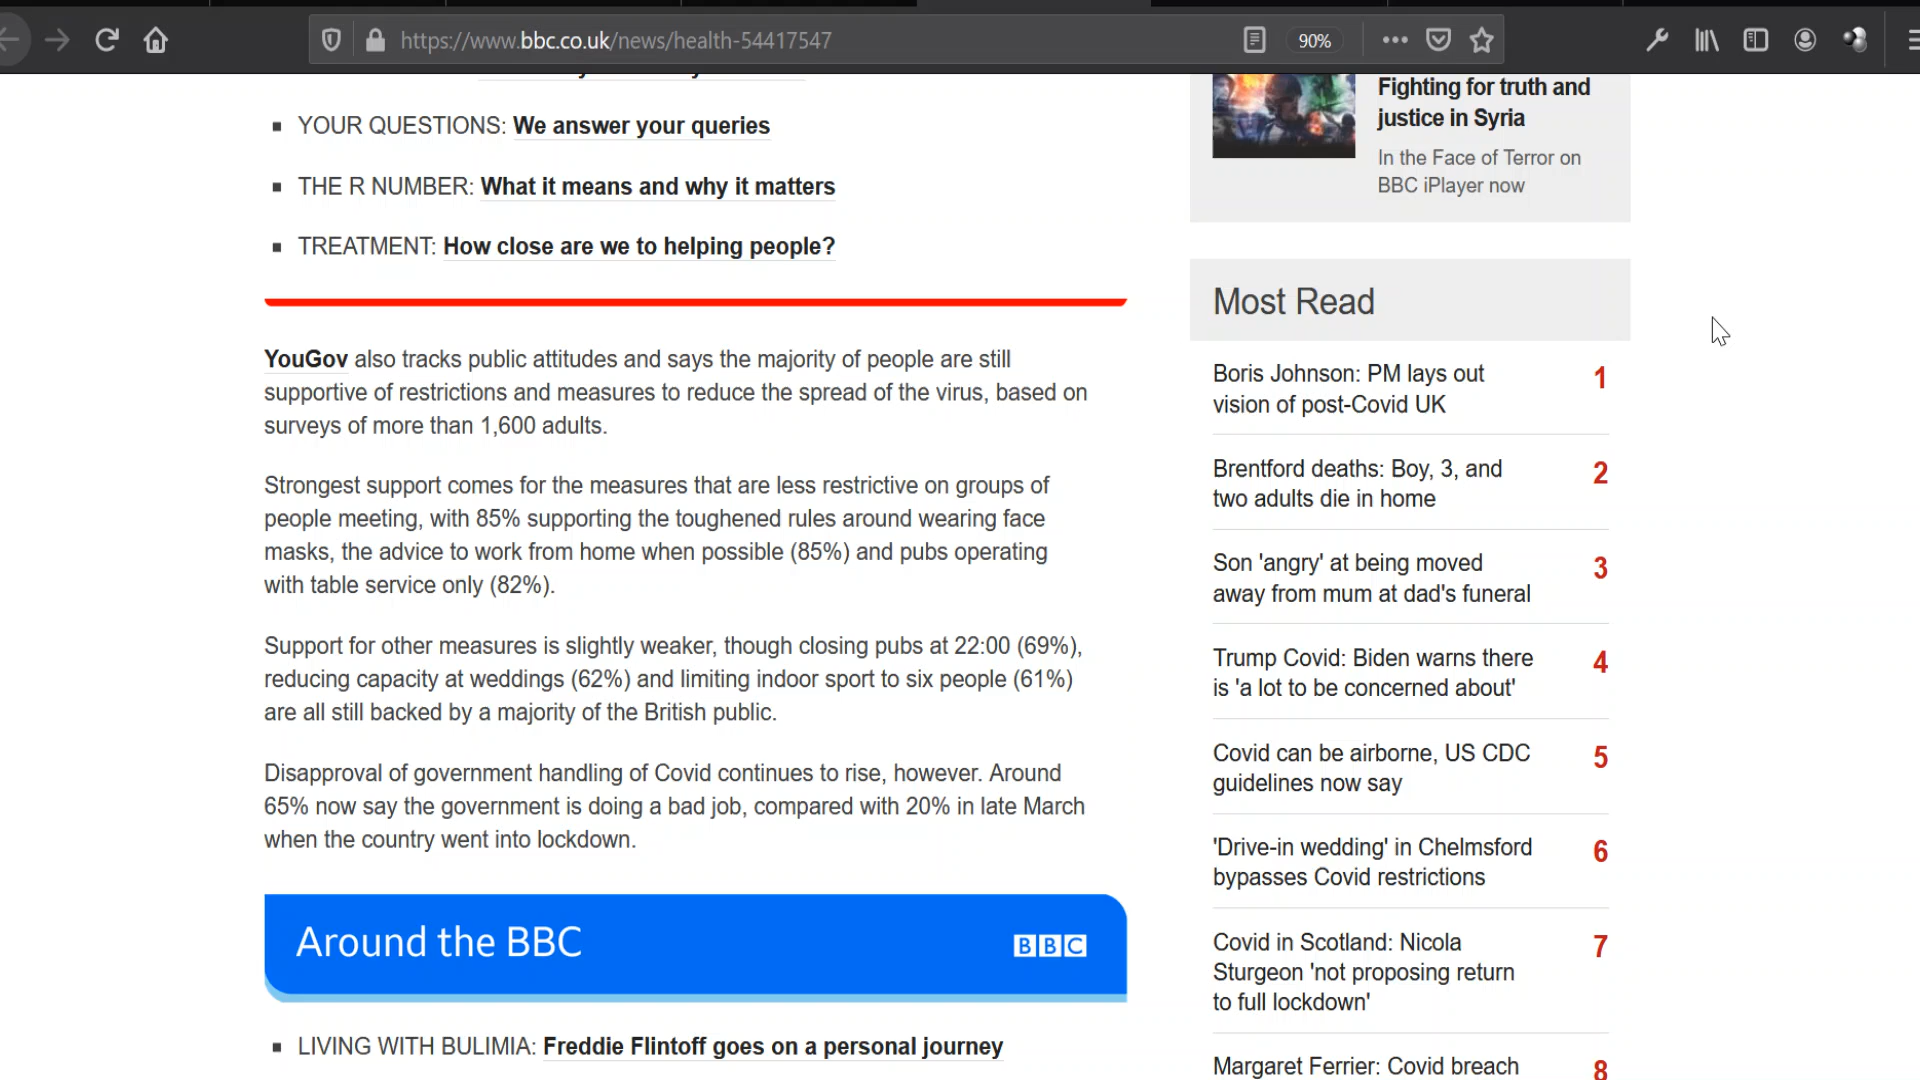 https://www.bbc.co.uk/news/health-54417547
90%
YOUR QUESTIONS: We answer your queries
THE R NUMBER: What it means and why it matters
TREATMENT: How close are we to helping people?
YouGov also tracks public attitudes and says the majority of people are still
supportive of restrictions and measures to reduce the spread of the virus, based on
surveys of more than 1,600 adults.
Strongest support comes for the measures that are less restrictive on groups of
people meeting, with 85% supporting the toughened rules around wearing face
masks, the advice to work from home when possible (85%) and pubs operating
with table service only (82%).
Support for other measures is slightly weaker, though closing pubs at 22:00 (69%),
reducing capacity at weddings (62%) and limiting indoor sport to six people (61%)
are all still backed by a majority of the British public.
Disapproval of government handling of Covid continues to rise, however. Around
65% now say the government is doing a bad job, compared with 20% in late March
when the country went into lockdown.
Around the BBC
BBC
LIVING WITH BULIMIA: Freddie Flintoff goes on a personal journey
Fighting for truth and
justice in Syria
In the Face of Terror on
BBC iPlayer now
Most Read
Boris Johnson: PM lays out
vision of post-Covid UK
1
Brentford deaths: Boy, 3, and
two adults die in home
2
Son 'angry' at being moved
away from mum at dad's funeral
3
Trump Covid: Biden warns there
is 'a lot to be concerned about'
4
Covid can be airborne, US CDC
guidelines now say
5
'Drive-in wedding' in Chelmsford
bypasses Covid restrictions
6
Covid in Scotland: Nicola
Sturgeon 'not proposing return
to full lockdown'
7
Margaret Ferrier: Covid breach
8